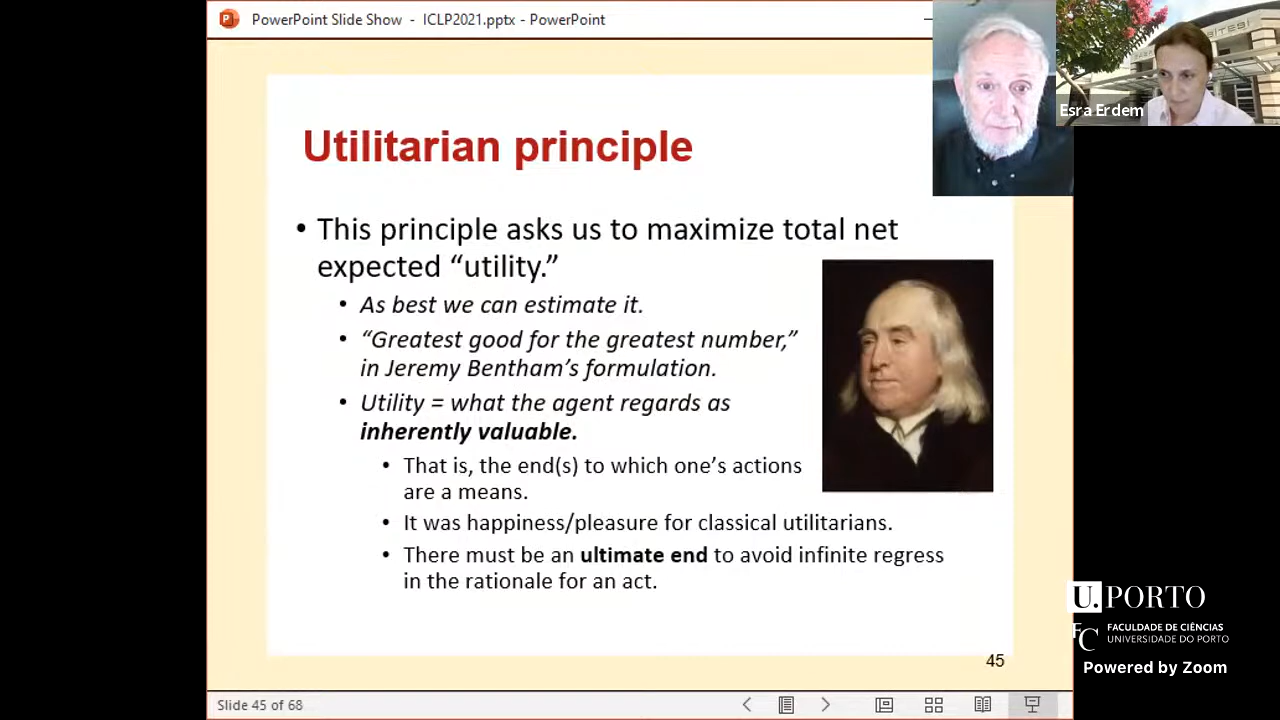 PowerPoint Slide Show - ICLP2021.pptx - PowerPoint
Esra Erdem
Utilitarian principle
• This principle asks us to maximize total net
expected “utility.”
• As best we can estimate it.
• “Greatest good for the greatest number,”
in Jeremy Bentham’s formulation.
• Utility = what the agent regards as
inherently valuable.
• That is, the end(s) to which one’s actions
are a means.
• It was happiness/pleasure for classical utilitarians.
• There must be an ultimate end to avoid infinite regress
in the rationale for an act.
45
U.PORTO
FC FACULDADE DE CIÊNCIAS
UNIVERSIDADE DO PORTO
Powered by Zoom
Slide 45 of 68